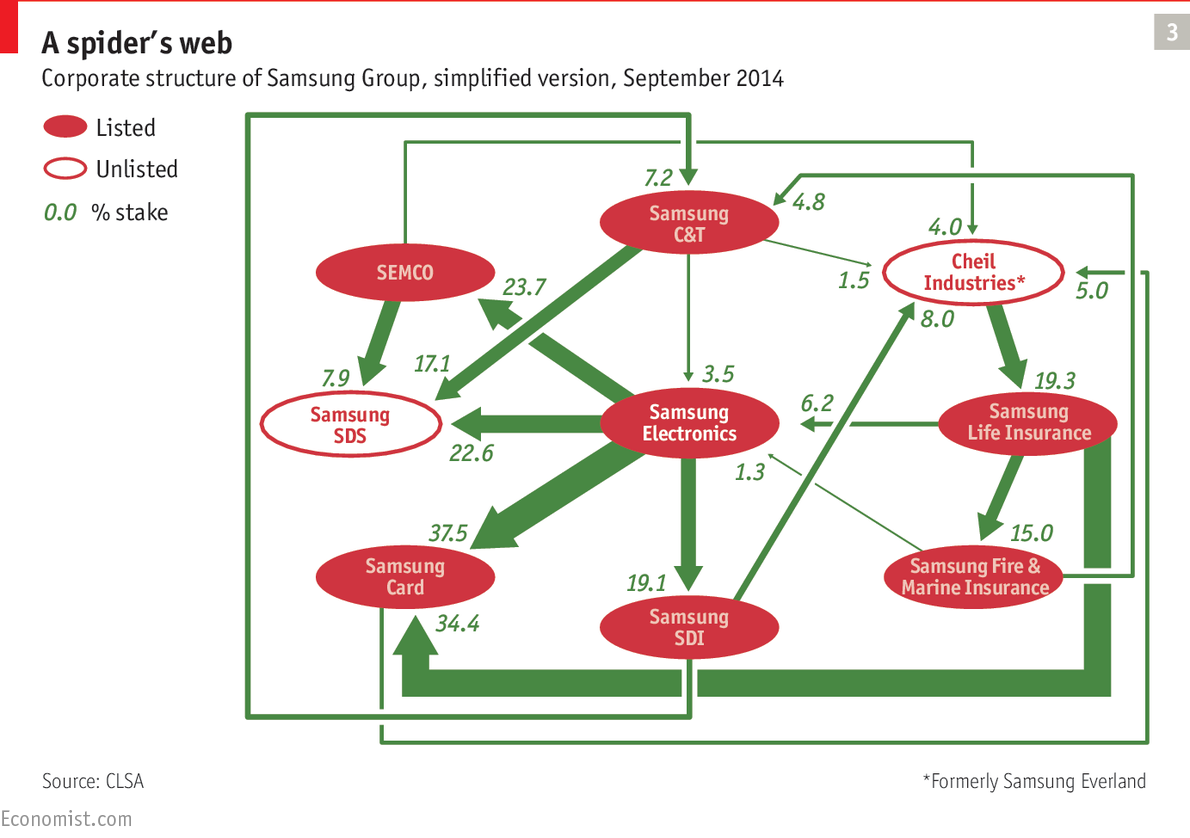 3
A spider's web
Corporate structure of Samsung Group, simplified version, September 2014
Listed
Unlisted
0.0 % stake
7.2
Samsung
C&T
4.8
4.0
Cheil
Industries*
1.5
5.0
8.0
SEMCO
23.7
17.1
7.9
Samsung
SDS
22.6
3.5
Samsung
Electronics
6.2
1.3
19.3
Samsung
Life Insurance
37.5
Samsung
Card
34.4
19.1
Samsung
SDI
15.0
Samsung Fire &
Marine Insurance
Source: CLSA
*Formerly Samsung Everland
Economist.com